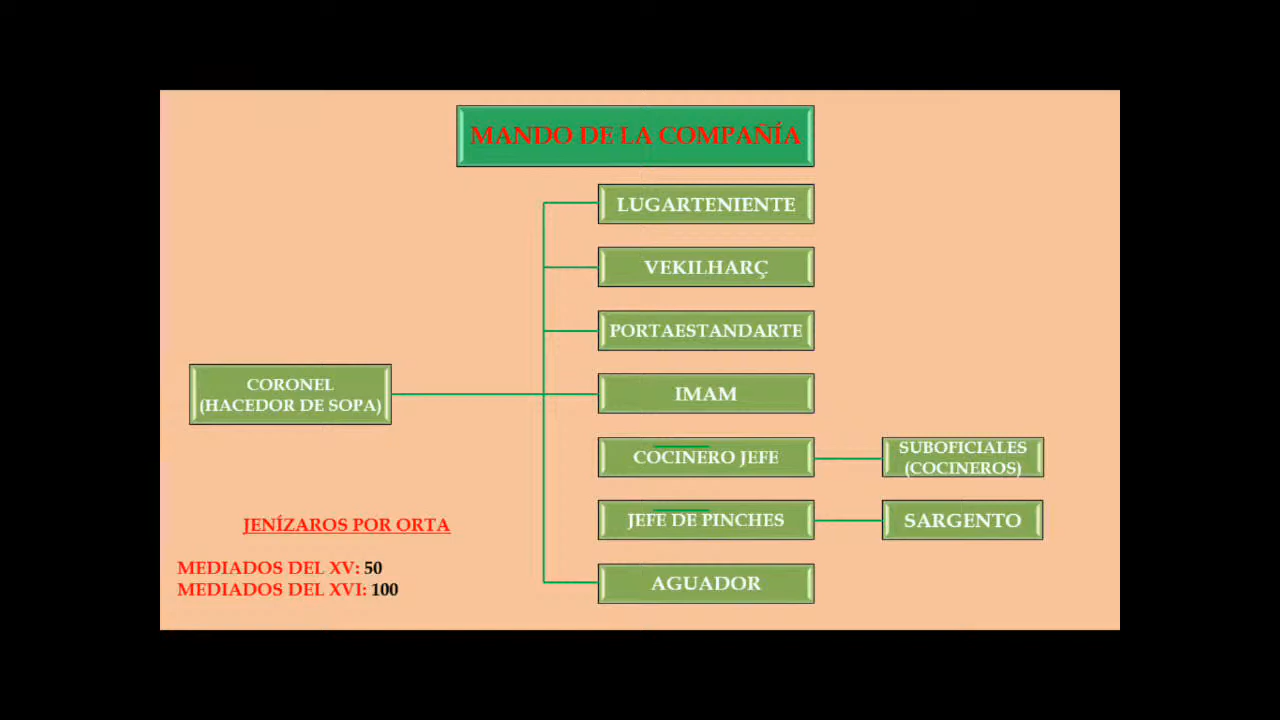 MANDO DE LA COMPAÑÍA
LUGARTENIENTE
VEKILHARÇ
PORTAESTANDARTE
CORONEL
(HACEDOR DE SOPA)
IMAM
COCINERO JEFE
SUBOFICIALES
(COCINEROS)
JEFE DE PINCHES
SARGENTO
AGUADOR
JENÍZAROS POR ORTA
MEDIADOS DEL XV: 50
MEDIADOS DEL XVI: 100